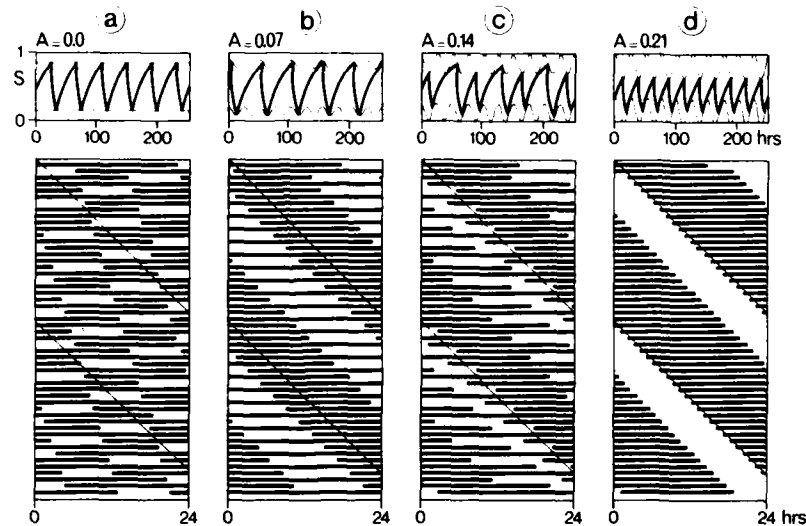 a b c d
A = 0.0 A = 0.07 A = 0.14 A = 0.21
1
S
0
0 100 200 0 100 200 0 100 200 0 100 200 hrs
0 24 0 24 0 24 0 24 hrs